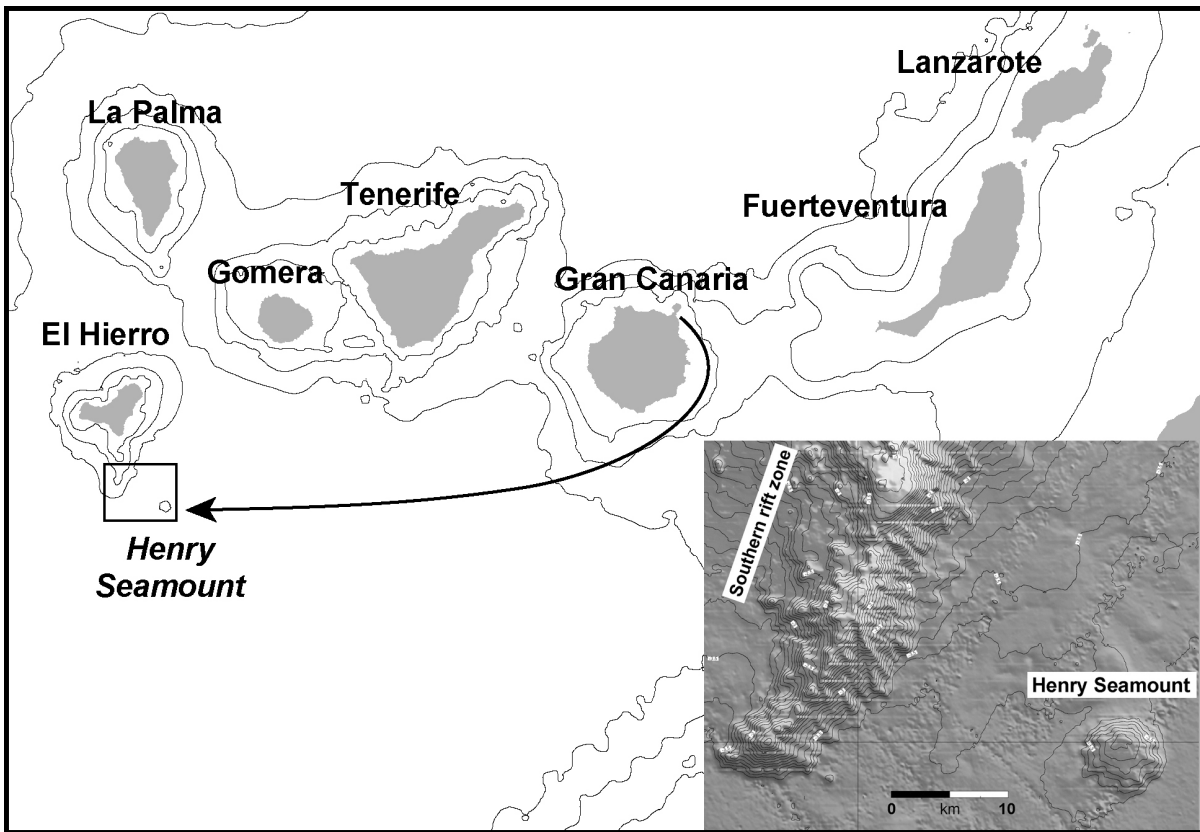 Lanzarote
La Palma
Tenerife
Fuerteventura
Gomera
Gran Canaria
El Hierro
Henry
Seamount
Southern rift zone
Henry Seamount
0 km 10